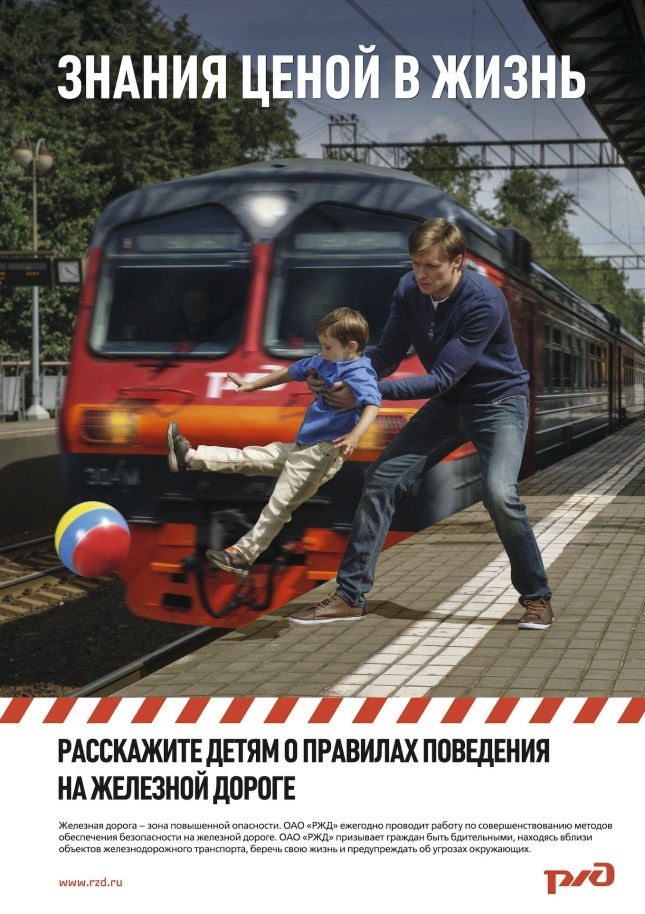 ЗНАНИЯ ЦЕНОЙ В ЖИЗНЬ
РАССКАЖИТЕ ДЕТЯМ О ПРАВИЛАХ ПОВЕДЕНИЯ
НА ЖЕЛЕЗНОЙ ДОРОГЕ
Железная дорога – зона повышенной опасности. ОАО «РЖД» ежегодно проводит работу по совершенствованию методов
обеспечения безопасности на железной дороге. ОАО «РЖД» призывает граждан быть бдительными, находясь вблизи
объектов железнодорожного транспорта, беречь свою жизнь и предупреждать об угрозах окружающих.
www.rzd.ru
РЖД